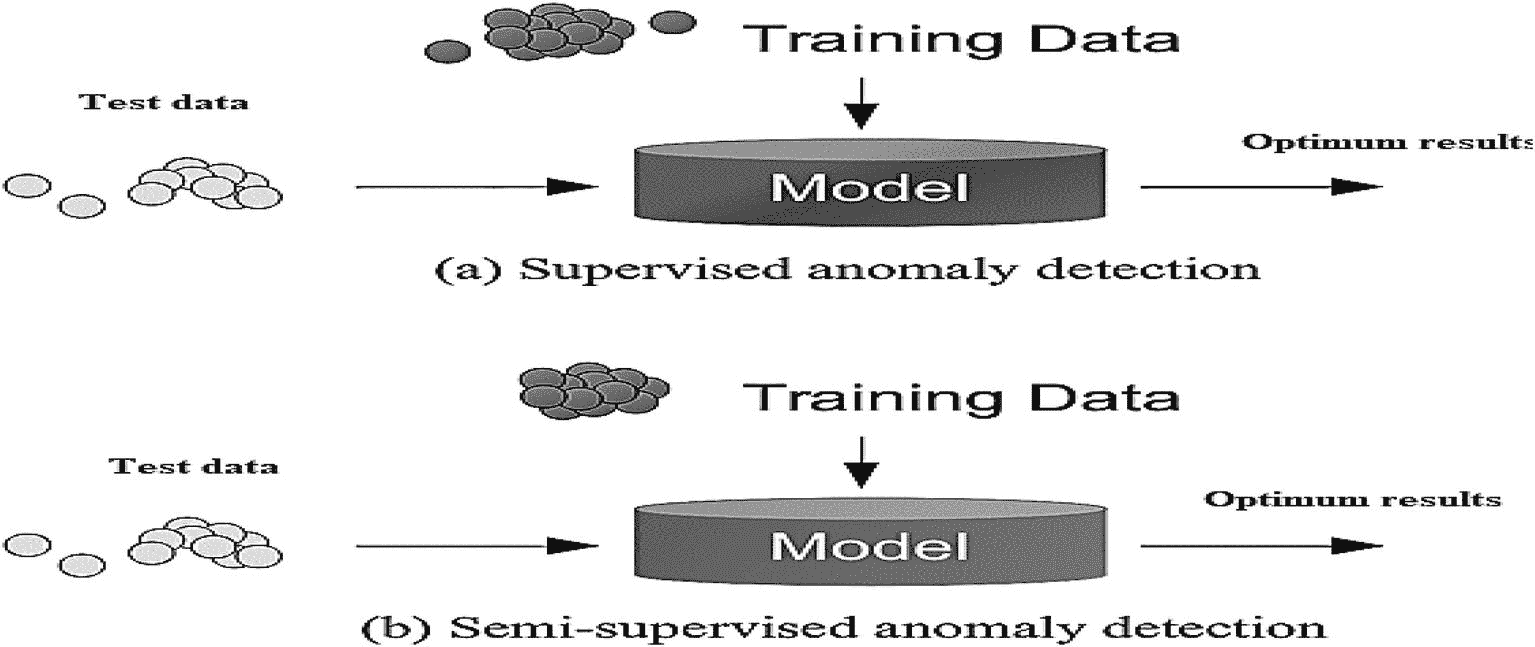 Training Data
Test data
Optimum results
Model
(a) Supervised anomaly detection
Training Data
Test data
Optimum results
Model
(b) Semi-supervised anomaly detection